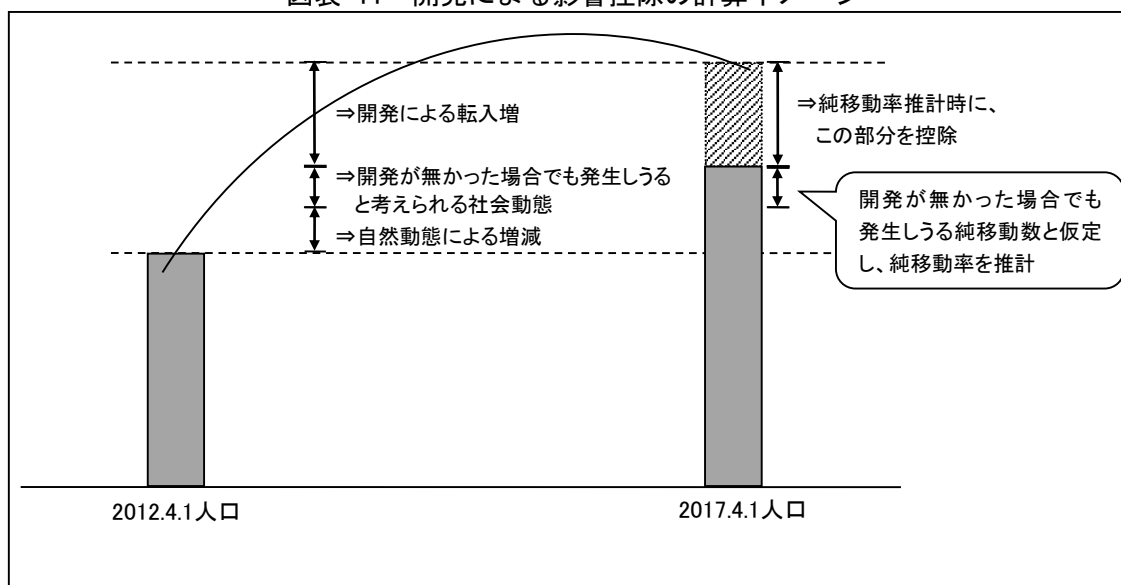 ⇒開発による転入増
⇒純移動率推計時に、
この部分を控除
⇒開発が無かった場合でも発生しうる
と考えられる社会動態
⇒自然動態による増減
開発が無かった場合でも
発生しうる純移動数と仮定
し、純移動率を推計
2012.4.1人口
2017.4.1人口